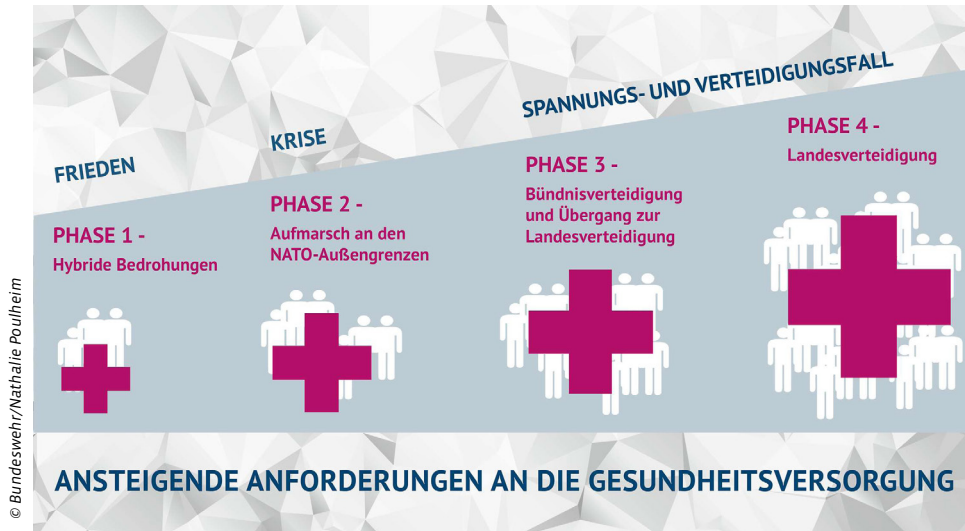 FRIEDEN
KRISE
SPANNUNGS- UND VERTEIDIGUNGSFALL
PHASE 1 -
Hybride Bedrohungen
PHASE 2 -
Aufmarsch an den
NATO-Außengrenzen
PHASE 3 -
Bündnisverteidigung
und Übergang zur
Landesverteidigung
PHASE 4 -
Landesverteidigung
ANSTEIGENDE ANFORDERUNGEN AN DIE GESUNDHEITSVERSORGUNG
© Bundeswehr/Nathalie Poulheim